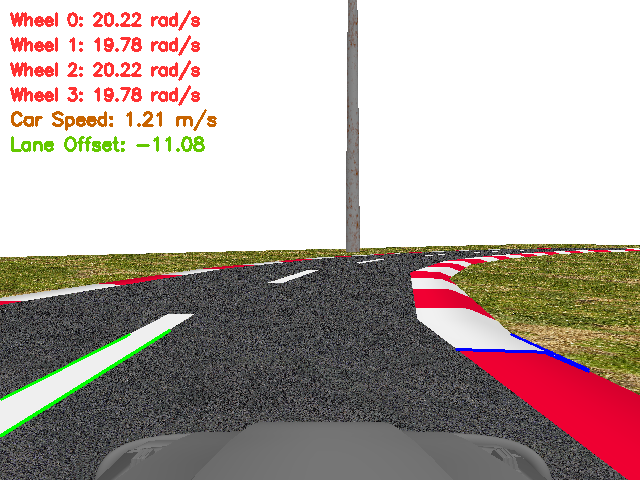 Wheel 0: 20.22 rad/s
Wheel 1: 19.78 rad/s
Wheel 2: 20.22 rad/s
Wheel 3: 19.78 rad/s
Car Speed: 1.21 m/s
Lane Offset: -11.08